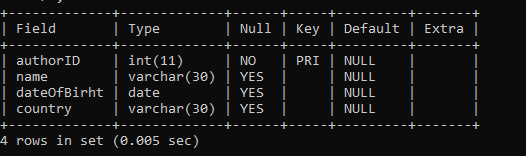 +-------------+-------------+------+-----+---------+-------+
| Field       | Type        | Null | Key | Default | Extra |
+-------------+-------------+------+-----+---------+-------+
| authorID    | int(11)     | NO   | PRI | NULL    |       |
| name        | varchar(30) | YES  |     | NULL    |       |
| dateOfBirht | date        | YES  |     | NULL    |       |
| country     | varchar(30) | YES  |     | NULL    |       |
+-------------+-------------+------+-----+---------+-------+
4 rows in set (0.005 sec)